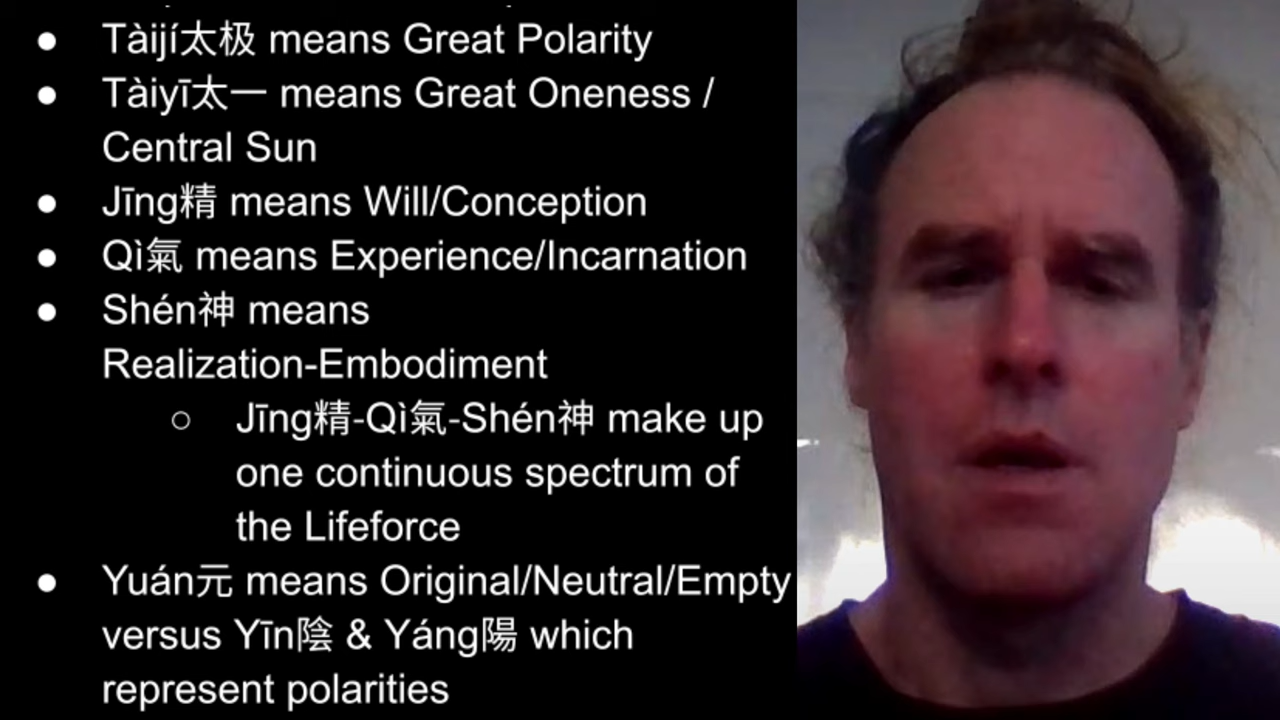 ● Tàijí太极 means Great Polarity
● Tàiyī太一 means Great Oneness /
Central Sun
● Jīng精 means Will/Conception
● Qì氣 means Experience/Incarnation
● Shén神 means
Realization-Embodiment
○ Jīng精-Qì氣-Shén神 make up
one continuous spectrum of
the Lifeforce
● Yuán元 means Original/Neutral/Empty
versus Yīn陰 & Yáng陽 which
represent polarities